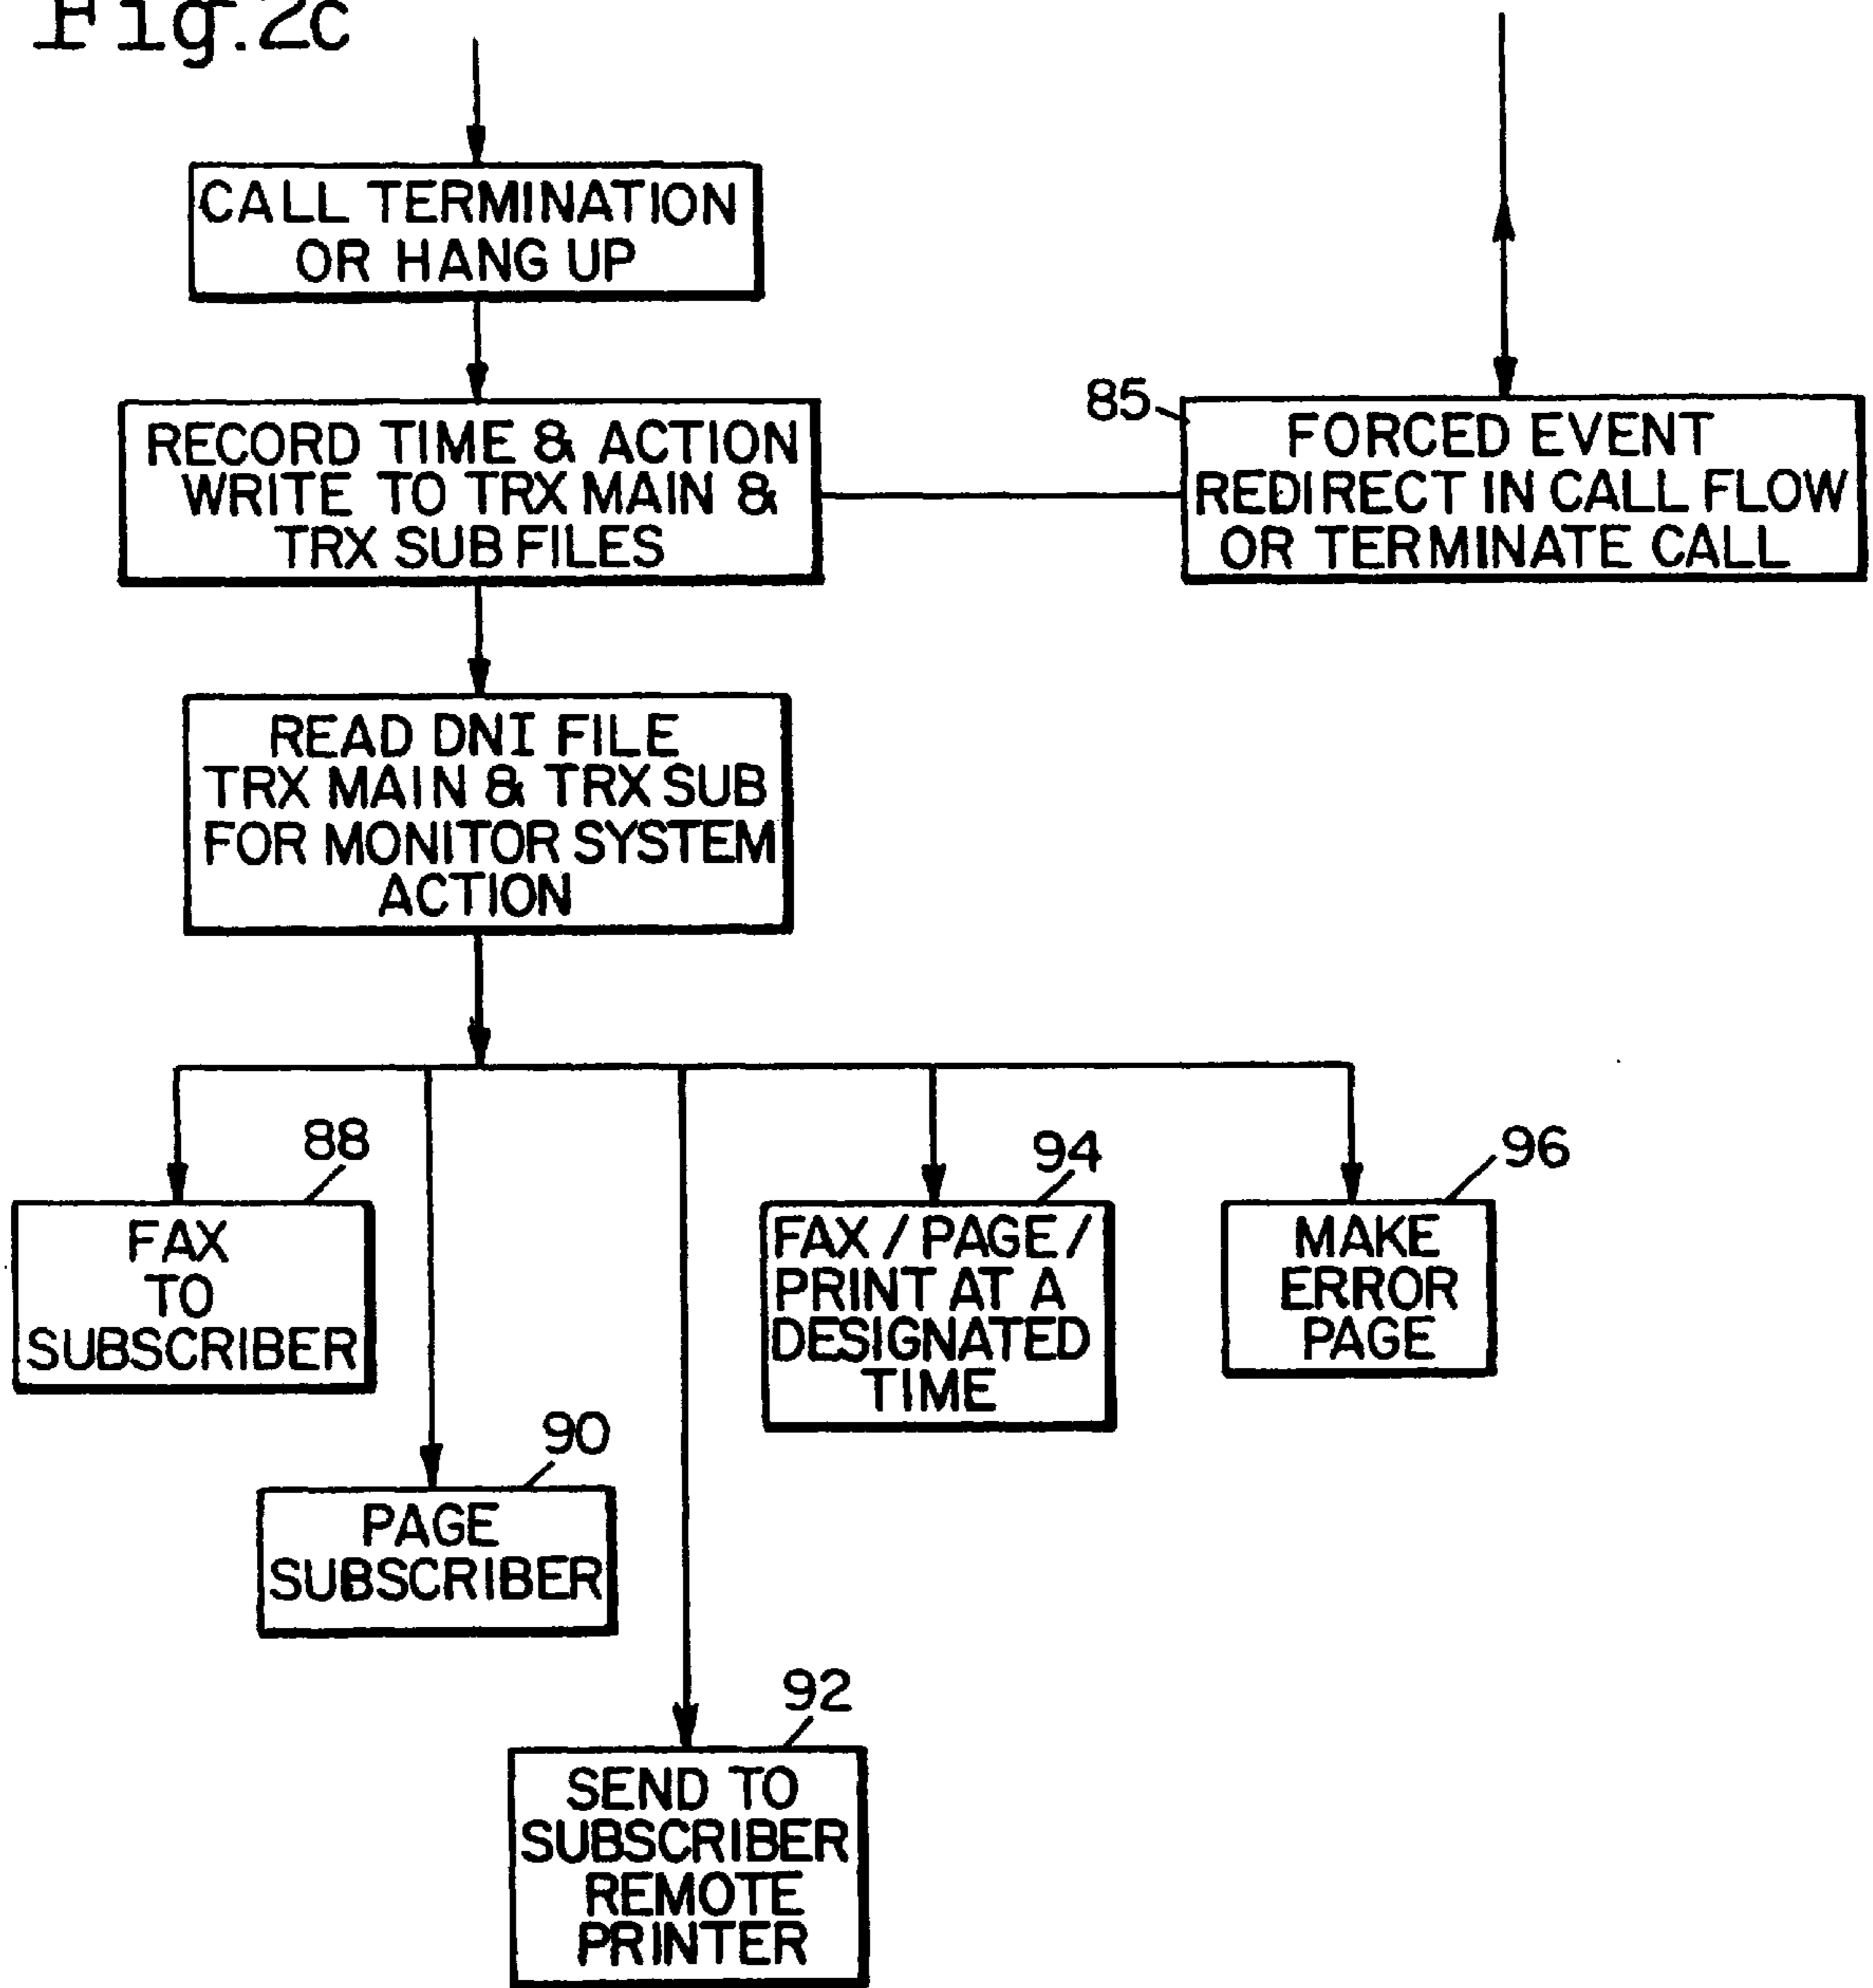 Fig.2c
CALL TERMINATION
OR HANG UP
RECORD TIME & ACTION
WRITE TO TRX MAIN &
TRX SUB FILES
85
FORCED EVENT
REDIRECT IN CALL FLOW
OR TERMINATE CALL
READ DNI FILE
TRX MAIN & TRX SUB
FOR MONITOR SYSTEM
ACTION
88
FAX
TO
SUBSCRIBER
90
PAGE
SUBSCRIBER
92
SEND TO
SUBSCRIBER
REMOTE
PRINTER
94
FAX / PAGE /
PRINT AT A
DESIGNATED
TIME
96
MAKE
ERROR
PAGE